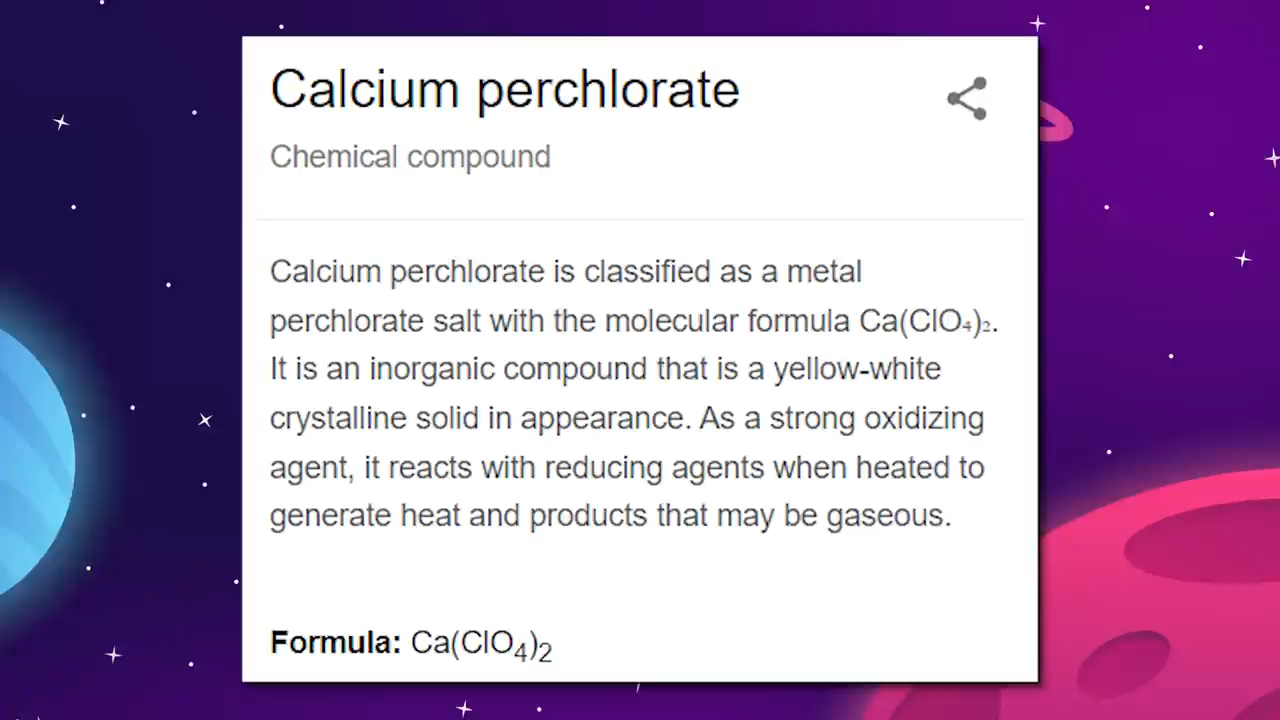 Calcium perchlorate
Chemical compound
Calcium perchlorate is classified as a metal
perchlorate salt with the molecular formula Ca(ClO₄)₂.
It is an inorganic compound that is a yellow-white
crystalline solid in appearance. As a strong oxidizing
agent, it reacts with reducing agents when heated to
generate heat and products that may be gaseous.
Formula: Ca(ClO₄)₂